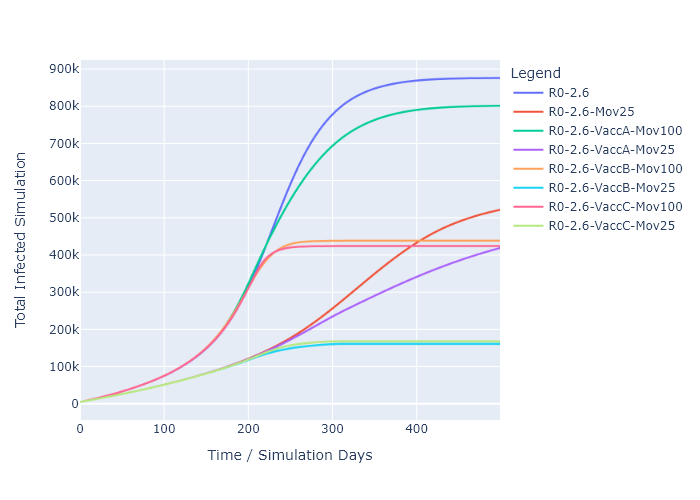 900k
800k
700k
600k
500k
400k
300k
200k
100k
0
0
100
200
300
400
Time / Simulation Days
Total Infected Simulation
Legend
R0-2.6
R0-2.6-Mov25
R0-2.6-VaccA-Mov100
R0-2.6-VaccA-Mov25
R0-2.6-VaccB-Mov100
R0-2.6-VaccB-Mov25
R0-2.6-VaccC-Mov100
R0-2.6-VaccC-Mov25